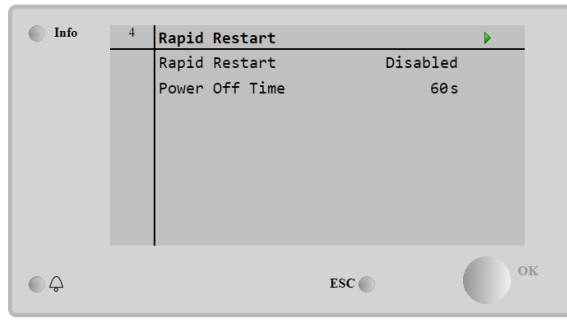 Info
4 Rapid Restart
Rapid Restart Disabled
Power Off Time 60s
ESC
OK